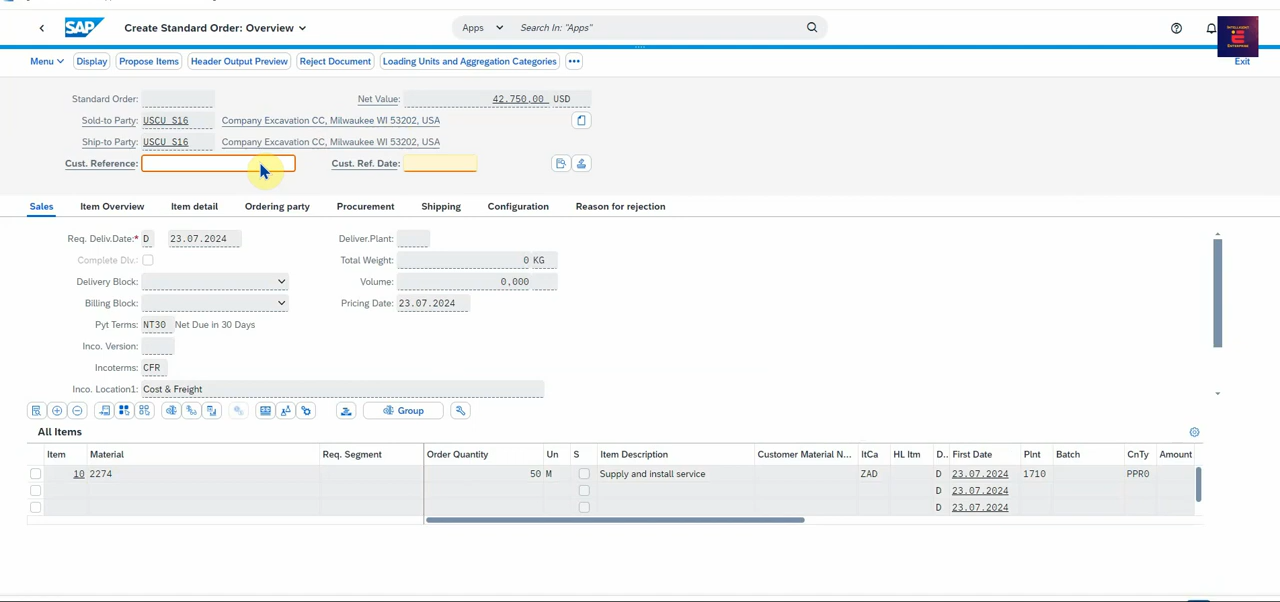 SAP Create Standard Order: Overview Apps Search In: "Apps"
Menu Display Propose Items Header Output Preview Reject Document Loading Units and Aggregation Categories Exit
Standard Order: Net Value: 42.750,00 USD
Sold-to Party: USCU_S16 Company Excavation CC, Milwaukee WI 53202, USA
Ship-to Party: USCU_S16 Company Excavation CC, Milwaukee WI 53202, USA
Cust. Reference: Cust. Ref. Date:
Sales Item Overview Item detail Ordering party Procurement Shipping Configuration Reason for rejection
Req. Deliv.Date:* D 23.07.2024 Deliver.Plant:
Complete Dlv.: Total Weight: 0 KG
Delivery Block: Volume: 0,000
Billing Block: Pricing Date: 23.07.2024
Pyt Terms: NT30 Net Due in 30 Days
Inco. Version:
Incoterms: CFR
Inco. Location1: Cost & Freight
Group
All Items
Item Material Req. Segment Order Quantity Un S Item Description Customer Material N... ItCa HL Itm D.. First Date Plnt Batch CnTy Amount
10 2274 50 M Supply and install service ZAD D 23.07.2024 1710 PPR0
D 23.07.2024
D 23.07.2024